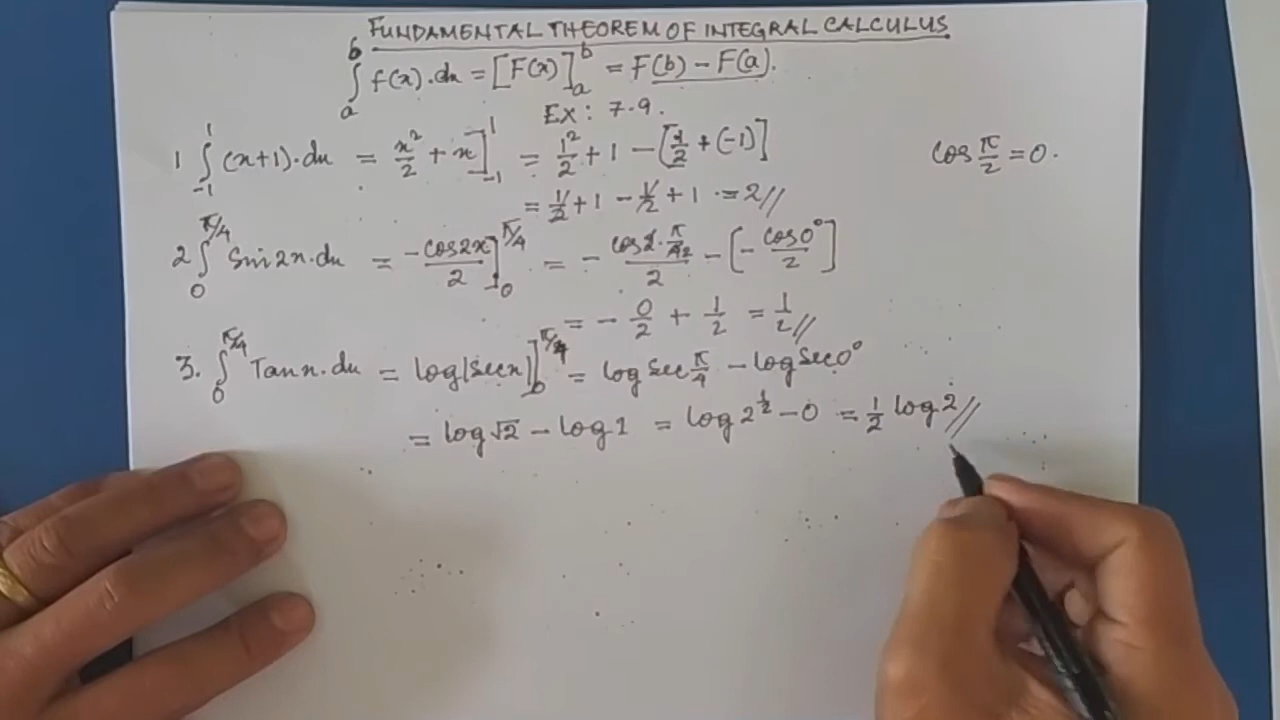 FUNDAMENTAL THEOREM OF INTEGRAL CALCULUS
∫_a^b f(x).dx = [F(x)]_a^b = F(b) − F(a).
Ex : 7.9.
1 ∫_{-1}^{1} (x+1).dx = x²/2 + x]_{-1}^{1} = 1²/2 + 1 − [1/2 + (−1)]
cos π/2 = 0.
= 1/2 + 1 − 1/2 + 1 . = 2//
2 ∫_0^{π/4} Sin2x.dx = −cos2x/2]_0^{π/4} = − cos2.π/42/2 − [− cos0°/2]
= − 0/2 + 1/2 = 1/2//
3. ∫_0^{π/4} Tanx.dx = log|secx|]_0^{π/4} = log sec π/4 − log sec0°
= log √2 − log 1 = log 2^{1/2} − 0 = 1/2 log 2//